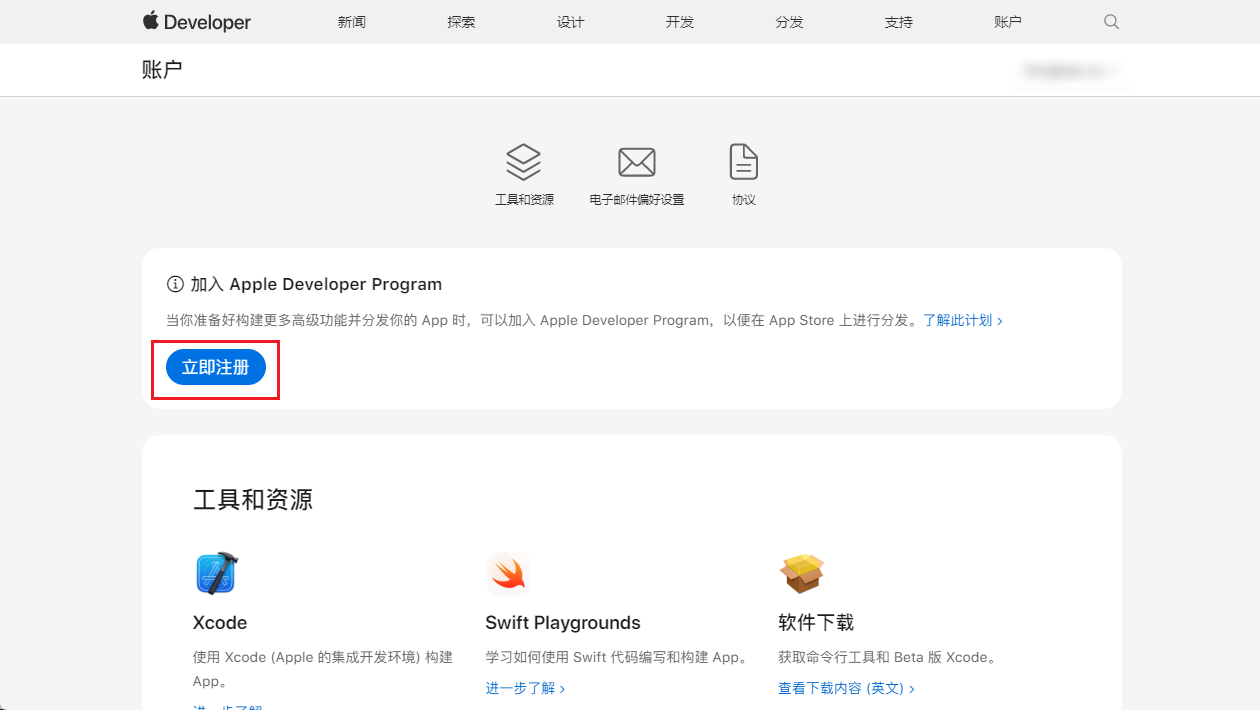 Developer
新闻
探索
设计
开发
分发
支持
账户
账户
工具和资源
电子邮件偏好设置
协议
加入 Apple Developer Program
当你准备好构建更多高级功能并分发你的 App 时，可以加入 Apple Developer Program，以便在 App Store 上进行分发。了解此计划 >
立即注册
工具和资源
Xcode
使用 Xcode (Apple 的集成开发环境) 构建
App。
进一步了解
Swift Playgrounds
学习如何使用 Swift 代码编写和构建 App。
进一步了解 >
软件下载
获取命令行工具和 Beta 版 Xcode。
查看下载内容 (英文) >